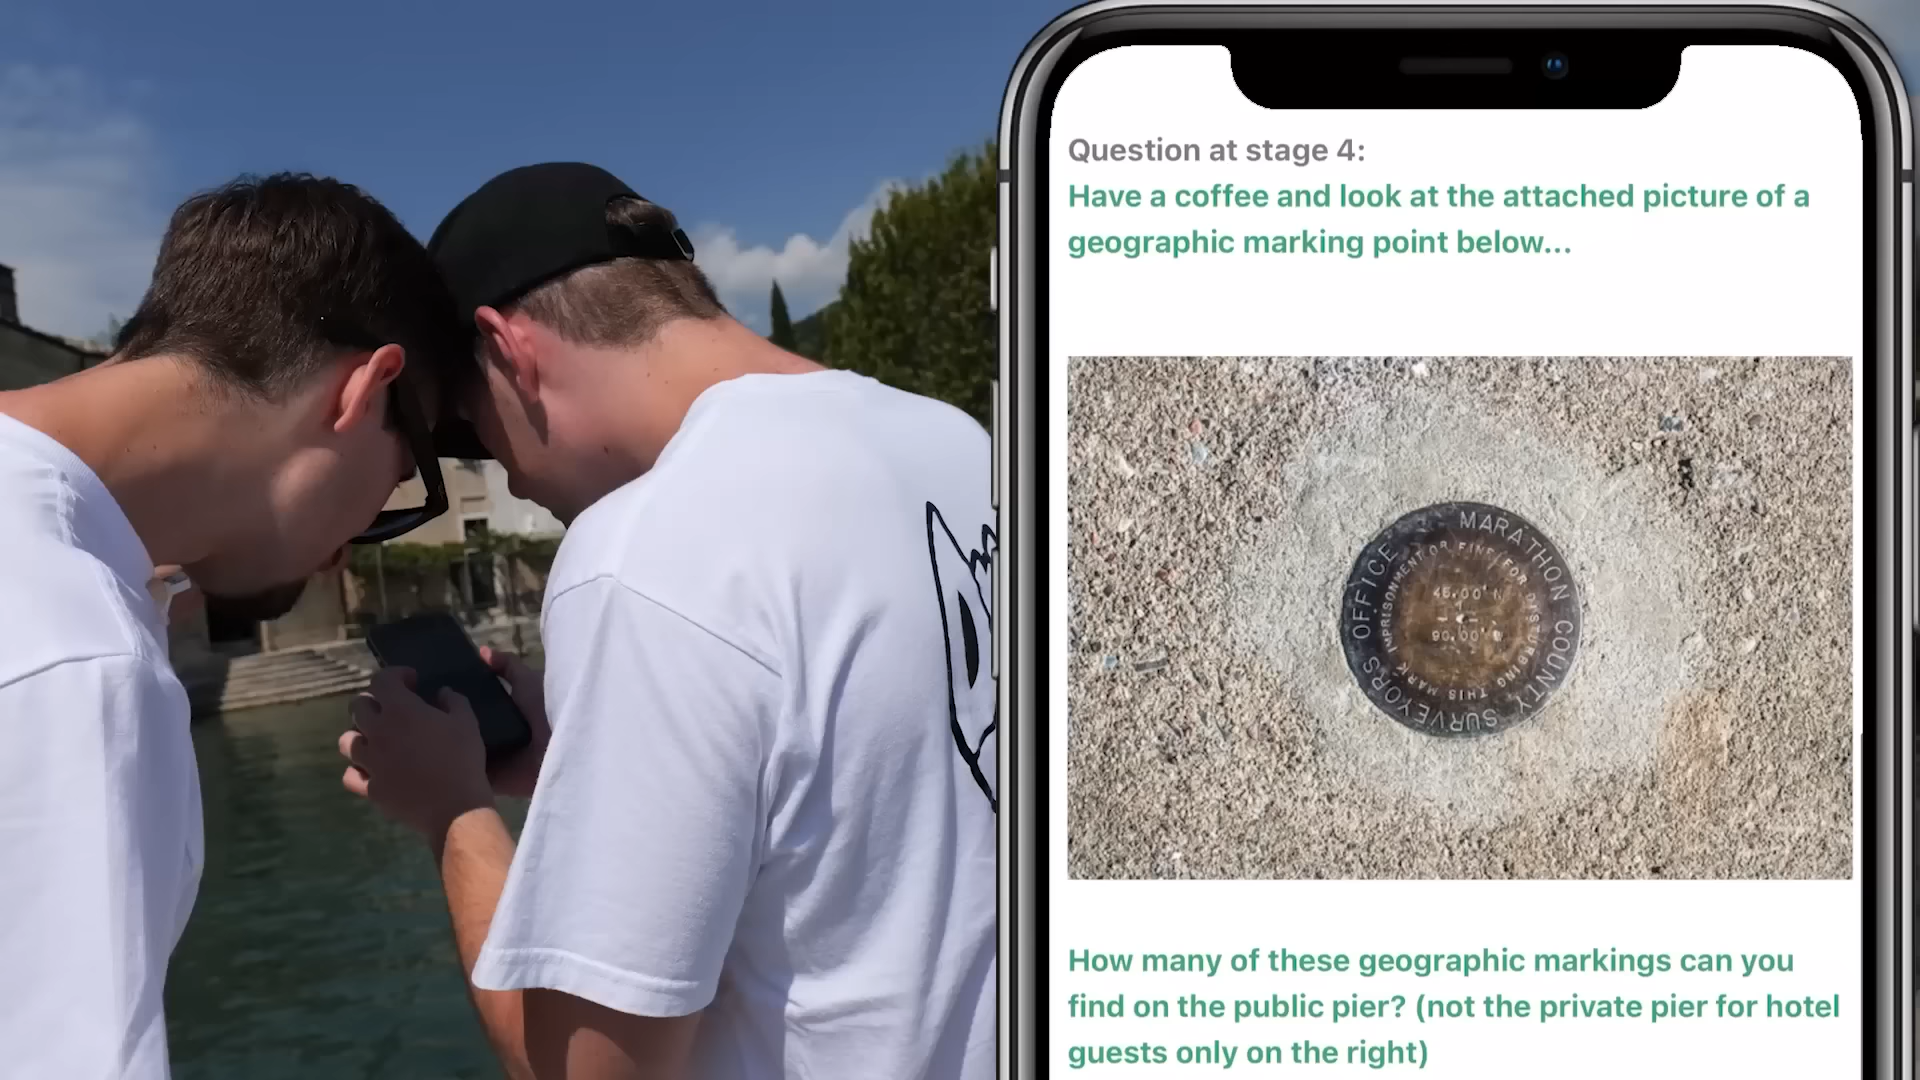 Question at stage 4:
Have a coffee and look at the attached picture of a
geographic marking point below...
MARATHON COUNTY SURVEYORS OFFICE
IMPRISONMENT OR FINE FOR DISTURBING THIS MARK
45.00' N
90.00' W
How many of these geographic markings can you
find on the public pier? (not the private pier for hotel
guests only on the right)